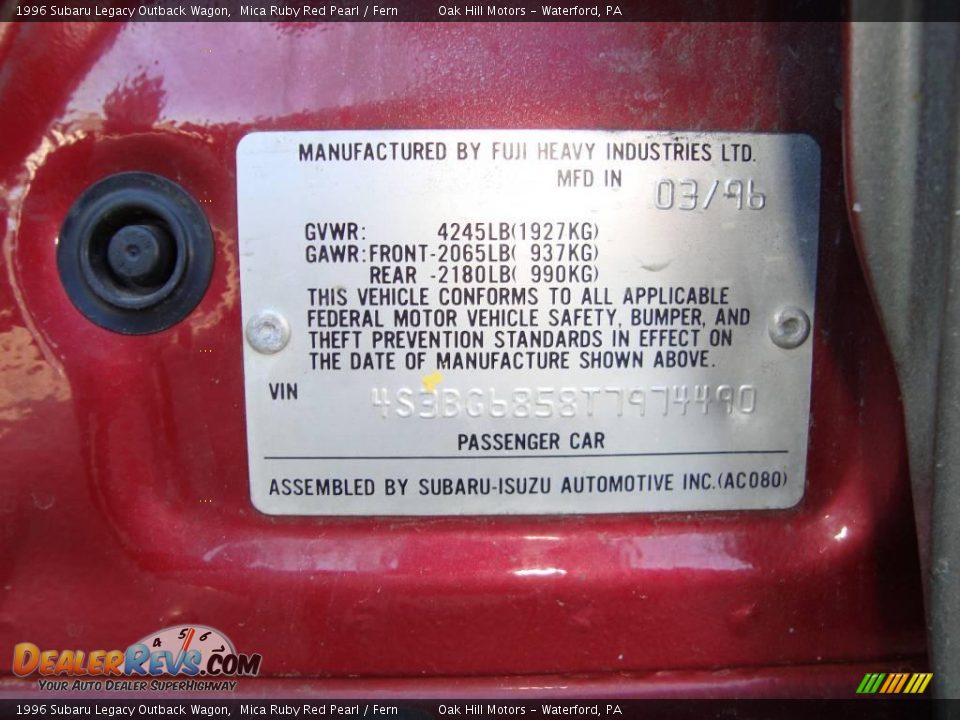 1996 Subaru Legacy Outback Wagon,  Mica Ruby Red Pearl / Fern          Oak Hill Motors - Waterford, PA
MANUFACTURED BY FUJI HEAVY INDUSTRIES LTD.
MFD IN 03/96
GVWR: 4245LB(1927KG)
GAWR:FRONT-2065LB( 937KG)
REAR -2180LB( 990KG)
THIS VEHICLE CONFORMS TO ALL APPLICABLE
FEDERAL MOTOR VEHICLE SAFETY, BUMPER, AND
THEFT PREVENTION STANDARDS IN EFFECT ON
THE DATE OF MANUFACTURE SHOWN ABOVE.
VIN 4S3BG6858T7974490
PASSENGER CAR
ASSEMBLED BY SUBARU-ISUZU AUTOMOTIVE INC.(AC080)
4 5 6
DEALERREVS.COM
YOUR AUTO DEALER SUPERHIGHWAY
1996 Subaru Legacy Outback Wagon,  Mica Ruby Red Pearl / Fern          Oak Hill Motors - Waterford, PA